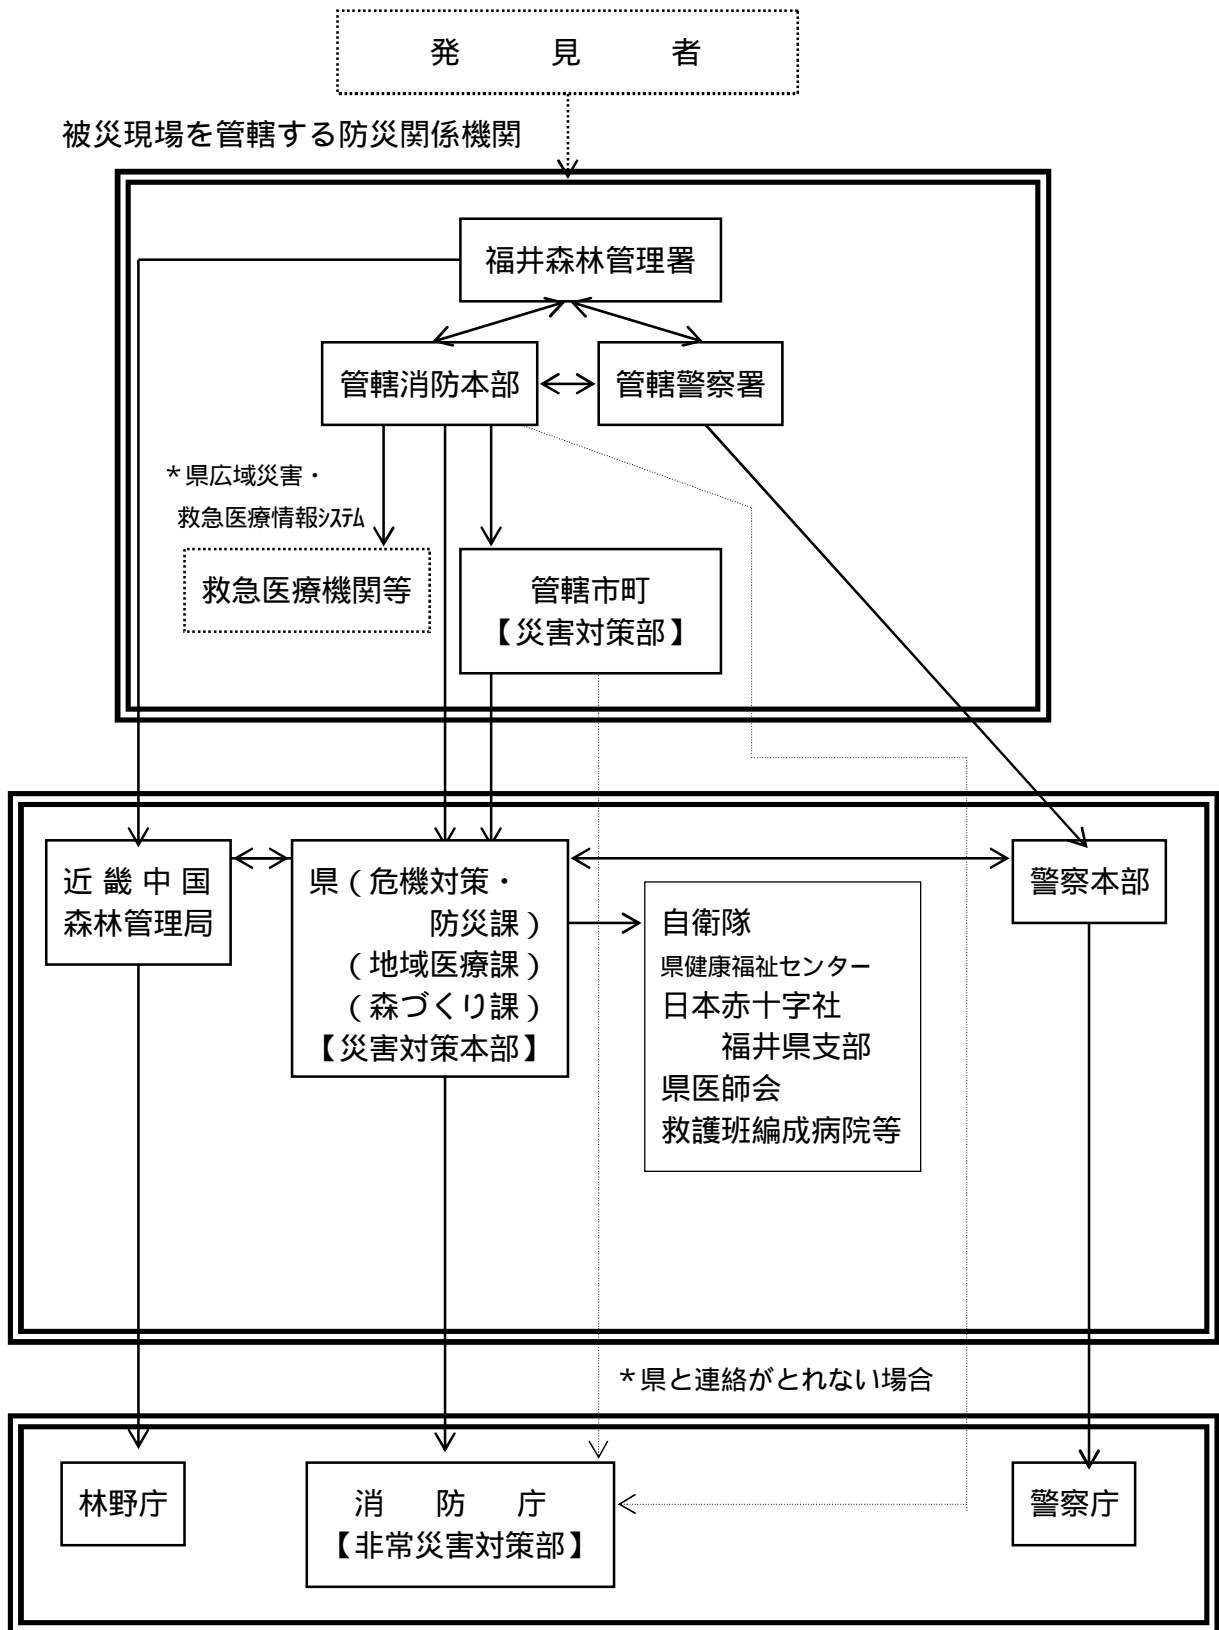 発　見　者
被災現場を管轄する防災関係機関
福井森林管理署
管轄消防本部
管轄警察署
＊県広域災害・
救急医療情報ｼｽﾃﾑ
救急医療機関等
管轄市町
【災害対策部】
近畿中国
森林管理局
県（危機対策・
防災課）
（地域医療課）
（森づくり課）
【災害対策本部】
自衛隊
県健康福祉センター
日本赤十字社
福井県支部
県医師会
救護班編成病院等
警察本部
＊県と連絡がとれない場合
林野庁
消　防　庁
【非常災害対策部】
警察庁